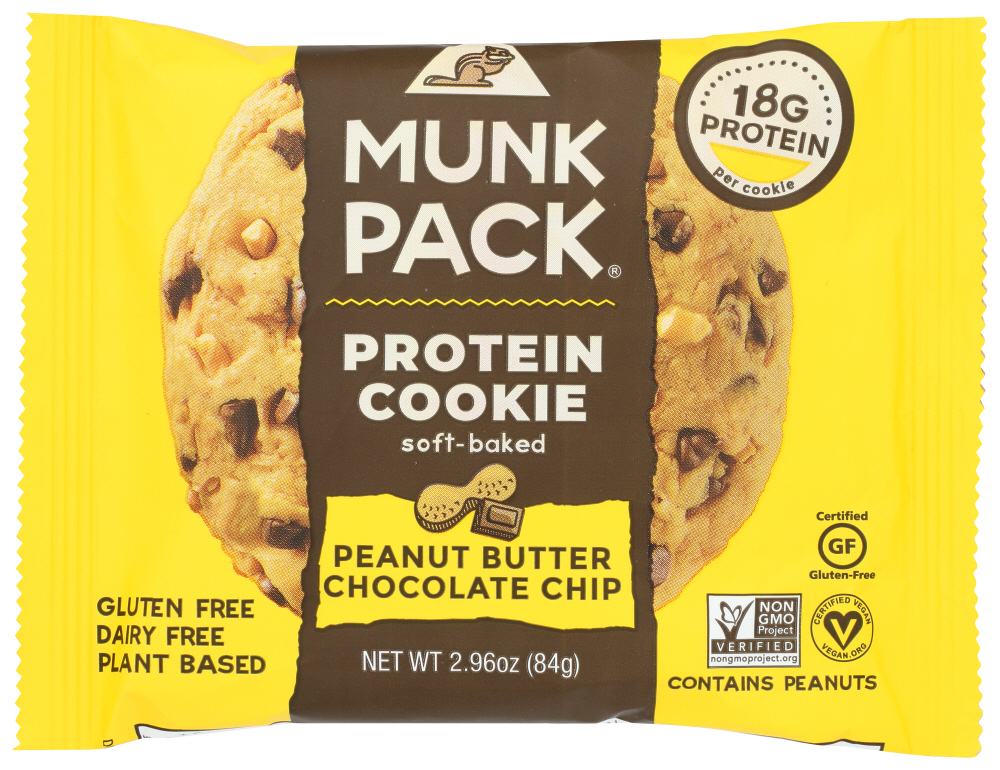 18G
PROTEIN
per cookie
MUNK
PACK®
PROTEIN
COOKIE
soft-baked
PEANUT BUTTER
CHOCOLATE CHIP
NET WT 2.96oz (84g)
GLUTEN FREE
DAIRY FREE
PLANT BASED
Certified
GF
Gluten-Free
NON
GMO
Project
VERIFIED
nongmoproject.org
CERTIFIED VEGAN
V
VEGAN.ORG
CONTAINS PEANUTS